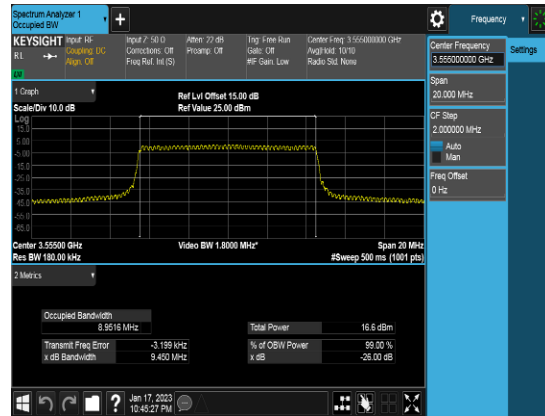 Spectrum Analyzer 1
Occupied BW
Frequency
KEYSIGHT
Input: RF
Coupling: DC
Align: Off
Input Z: 50 Ω
Corrections: Off
Freq Ref: Int (S)
Atten: 22 dB
Preamp: Off
Trig: Free Run
Gate: Off
#IF Gain: Low
Center Freq: 3.555000000 GHz
Avg|Hold: 10/10
Radio Std: None
RL
LU
1 Graph
Scale/Div 10.0 dB
Ref Lvl Offset 15.00 dB
Ref Value 25.00 dBm
Log
15.0
5.00
-5.00
-15.0
-25.0
-35.0
-45.0
-55.0
-65.0
Center 3.55500 GHz
Res BW 180.00 kHz
Video BW 1.8000 MHz*
Span 20 MHz
#Sweep 500 ms (1001 pts)
2 Metrics
Occupied Bandwidth
8.9516 MHz
Total Power 16.6 dBm
Transmit Freq Error -3.199 kHz
% of OBW Power 99.00 %
x dB Bandwidth 9.450 MHz
x dB -26.00 dB
Jan 17, 2023
10:45:27 PM
Center Frequency
3.555000000 GHz
Settings
Span
20.000 MHz
CF Step
2.000000 MHz
Auto
Man
Freq Offset
0 Hz